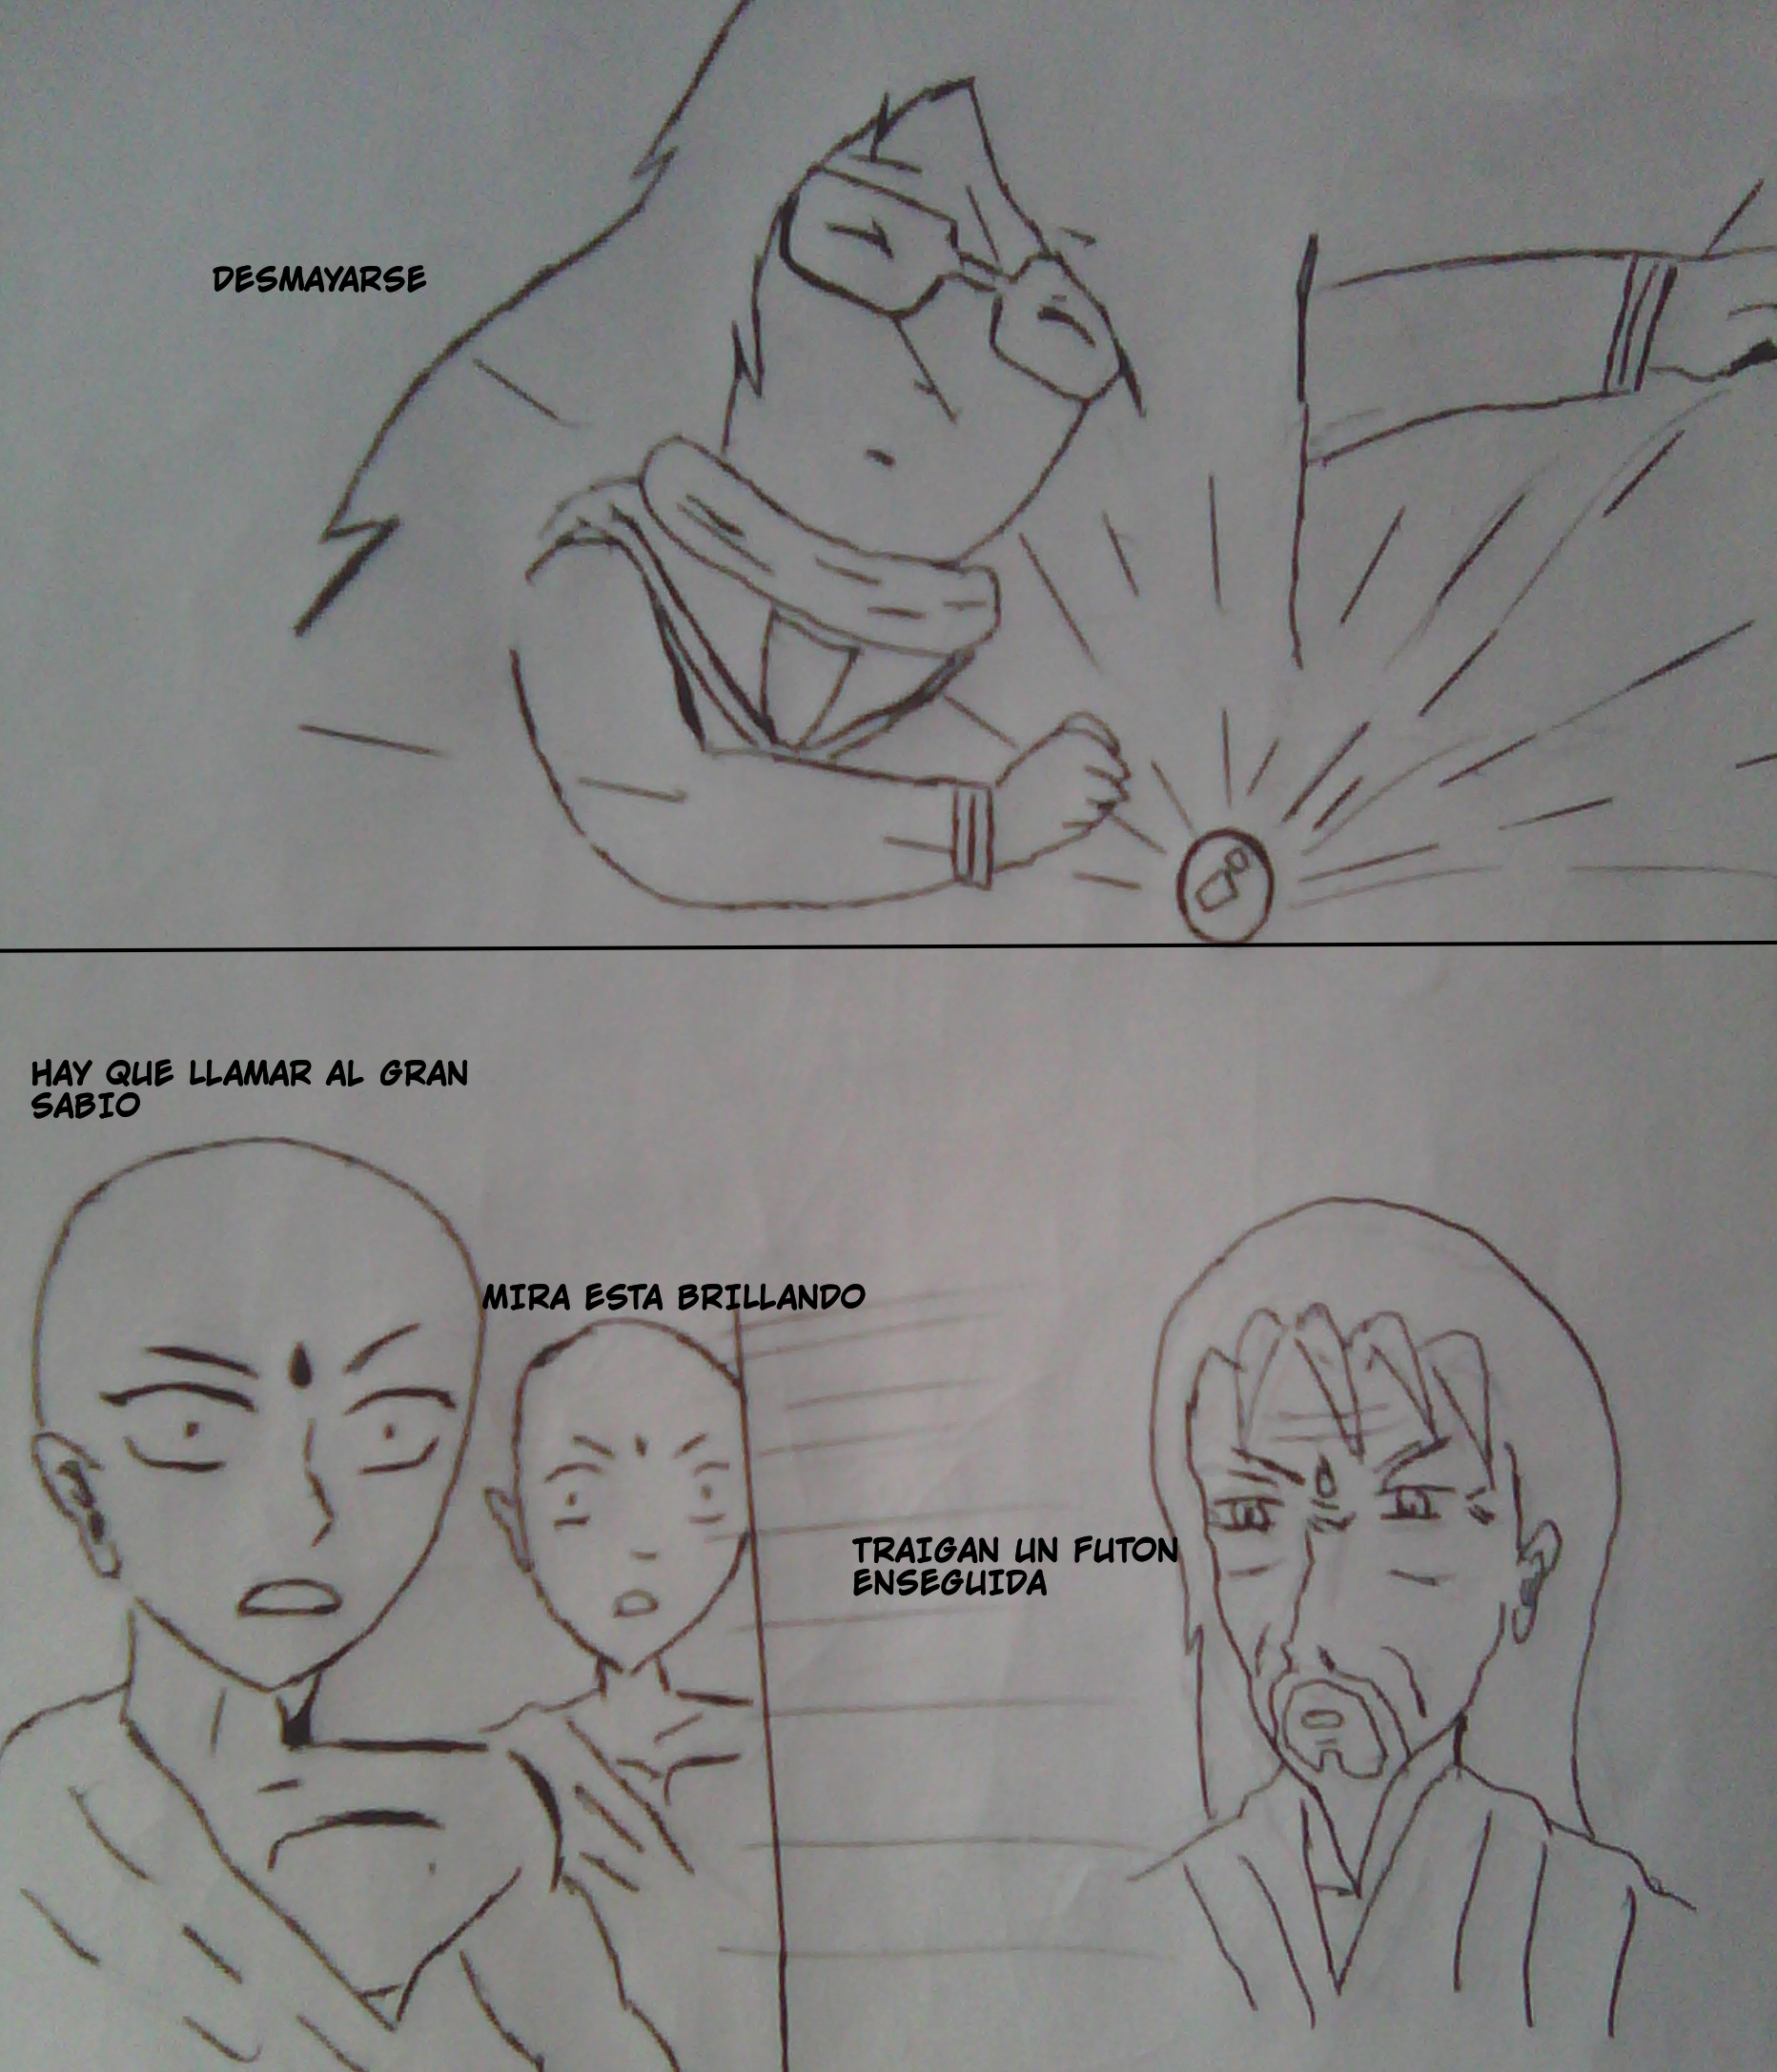 DESMAYARSE
HAY QUE LLAMAR AL GRAN
SABIO
MIRA ESTA BRILLANDO
TRAIGAN UN FUTON
ENSEGUIDA